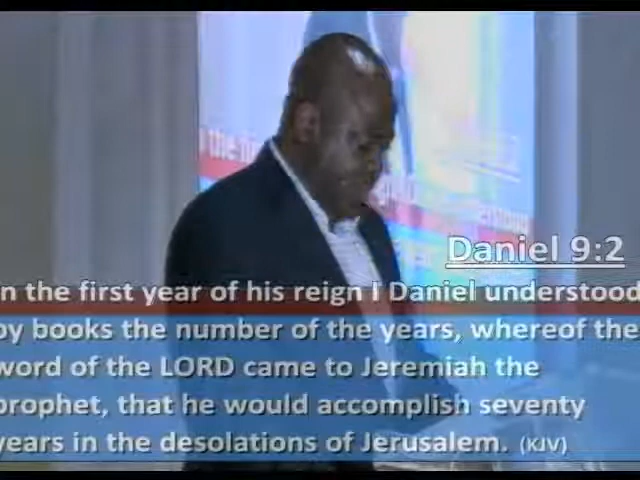 Daniel 9:2
n the first year of his reign I Daniel understood
by books the number of the years, whereof the
word of the LORD came to Jeremiah the
prophet, that he would accomplish seventy
years in the desolations of Jerusalem. (KJV)
the